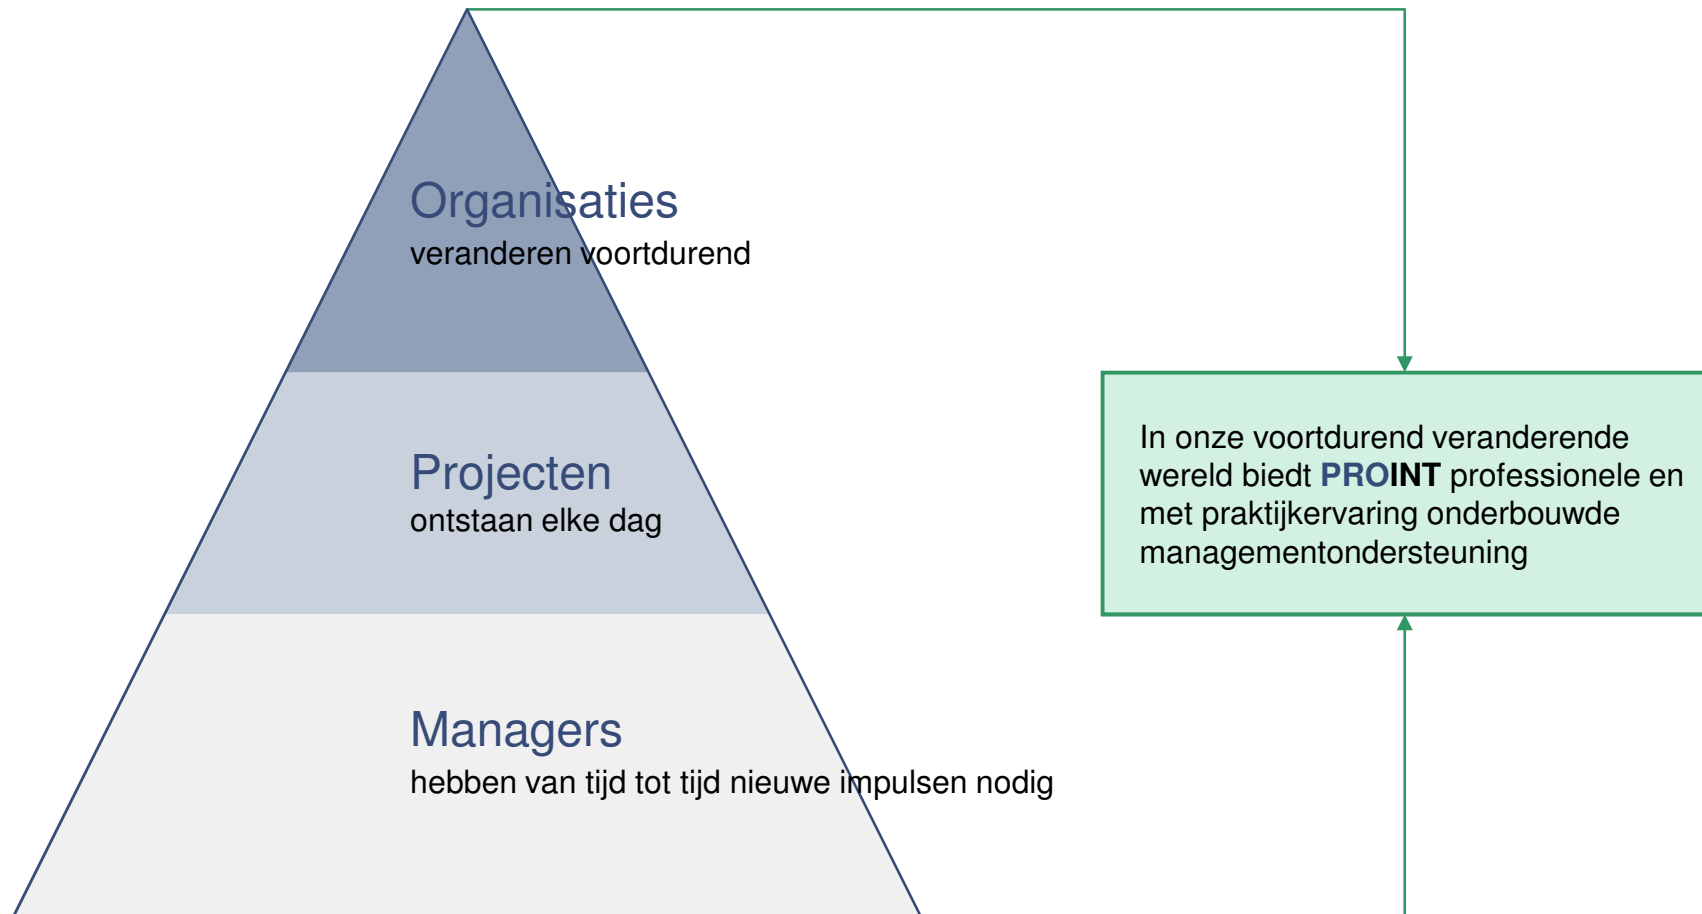 Organisaties
veranderen voortdurend
Projecten
ontstaan elke dag
Managers
hebben van tijd tot tijd nieuwe impulsen nodig
In onze voortdurend veranderende
wereld biedt PROINT professionele en
met praktijkervaring onderbouwde
managementondersteuning